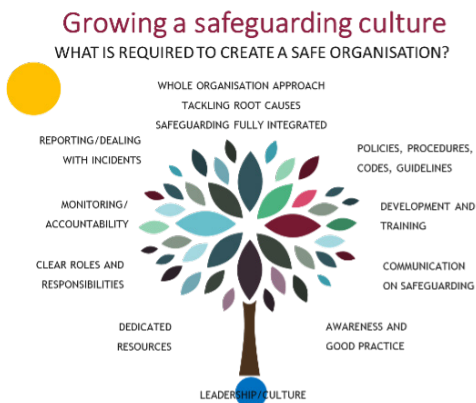 Growing a safeguarding culture
WHAT IS REQUIRED TO CREATE A SAFE ORGANISATION?
WHOLE ORGANISATION APPROACH
TACKLING ROOT CAUSES
SAFEGUARDING FULLY INTEGRATED
REPORTING/DEALING
WITH INCIDENTS
POLICIES, PROCEDURES,
CODES, GUIDELINES
MONITORING/
ACCOUNTABILITY
DEVELOPMENT AND
TRAINING
CLEAR ROLES AND
RESPONSIBILITIES
COMMUNICATION
ON SAFEGUARDING
DEDICATED
RESOURCES
AWARENESS AND
GOOD PRACTICE
LEADERSHIP/CULTURE